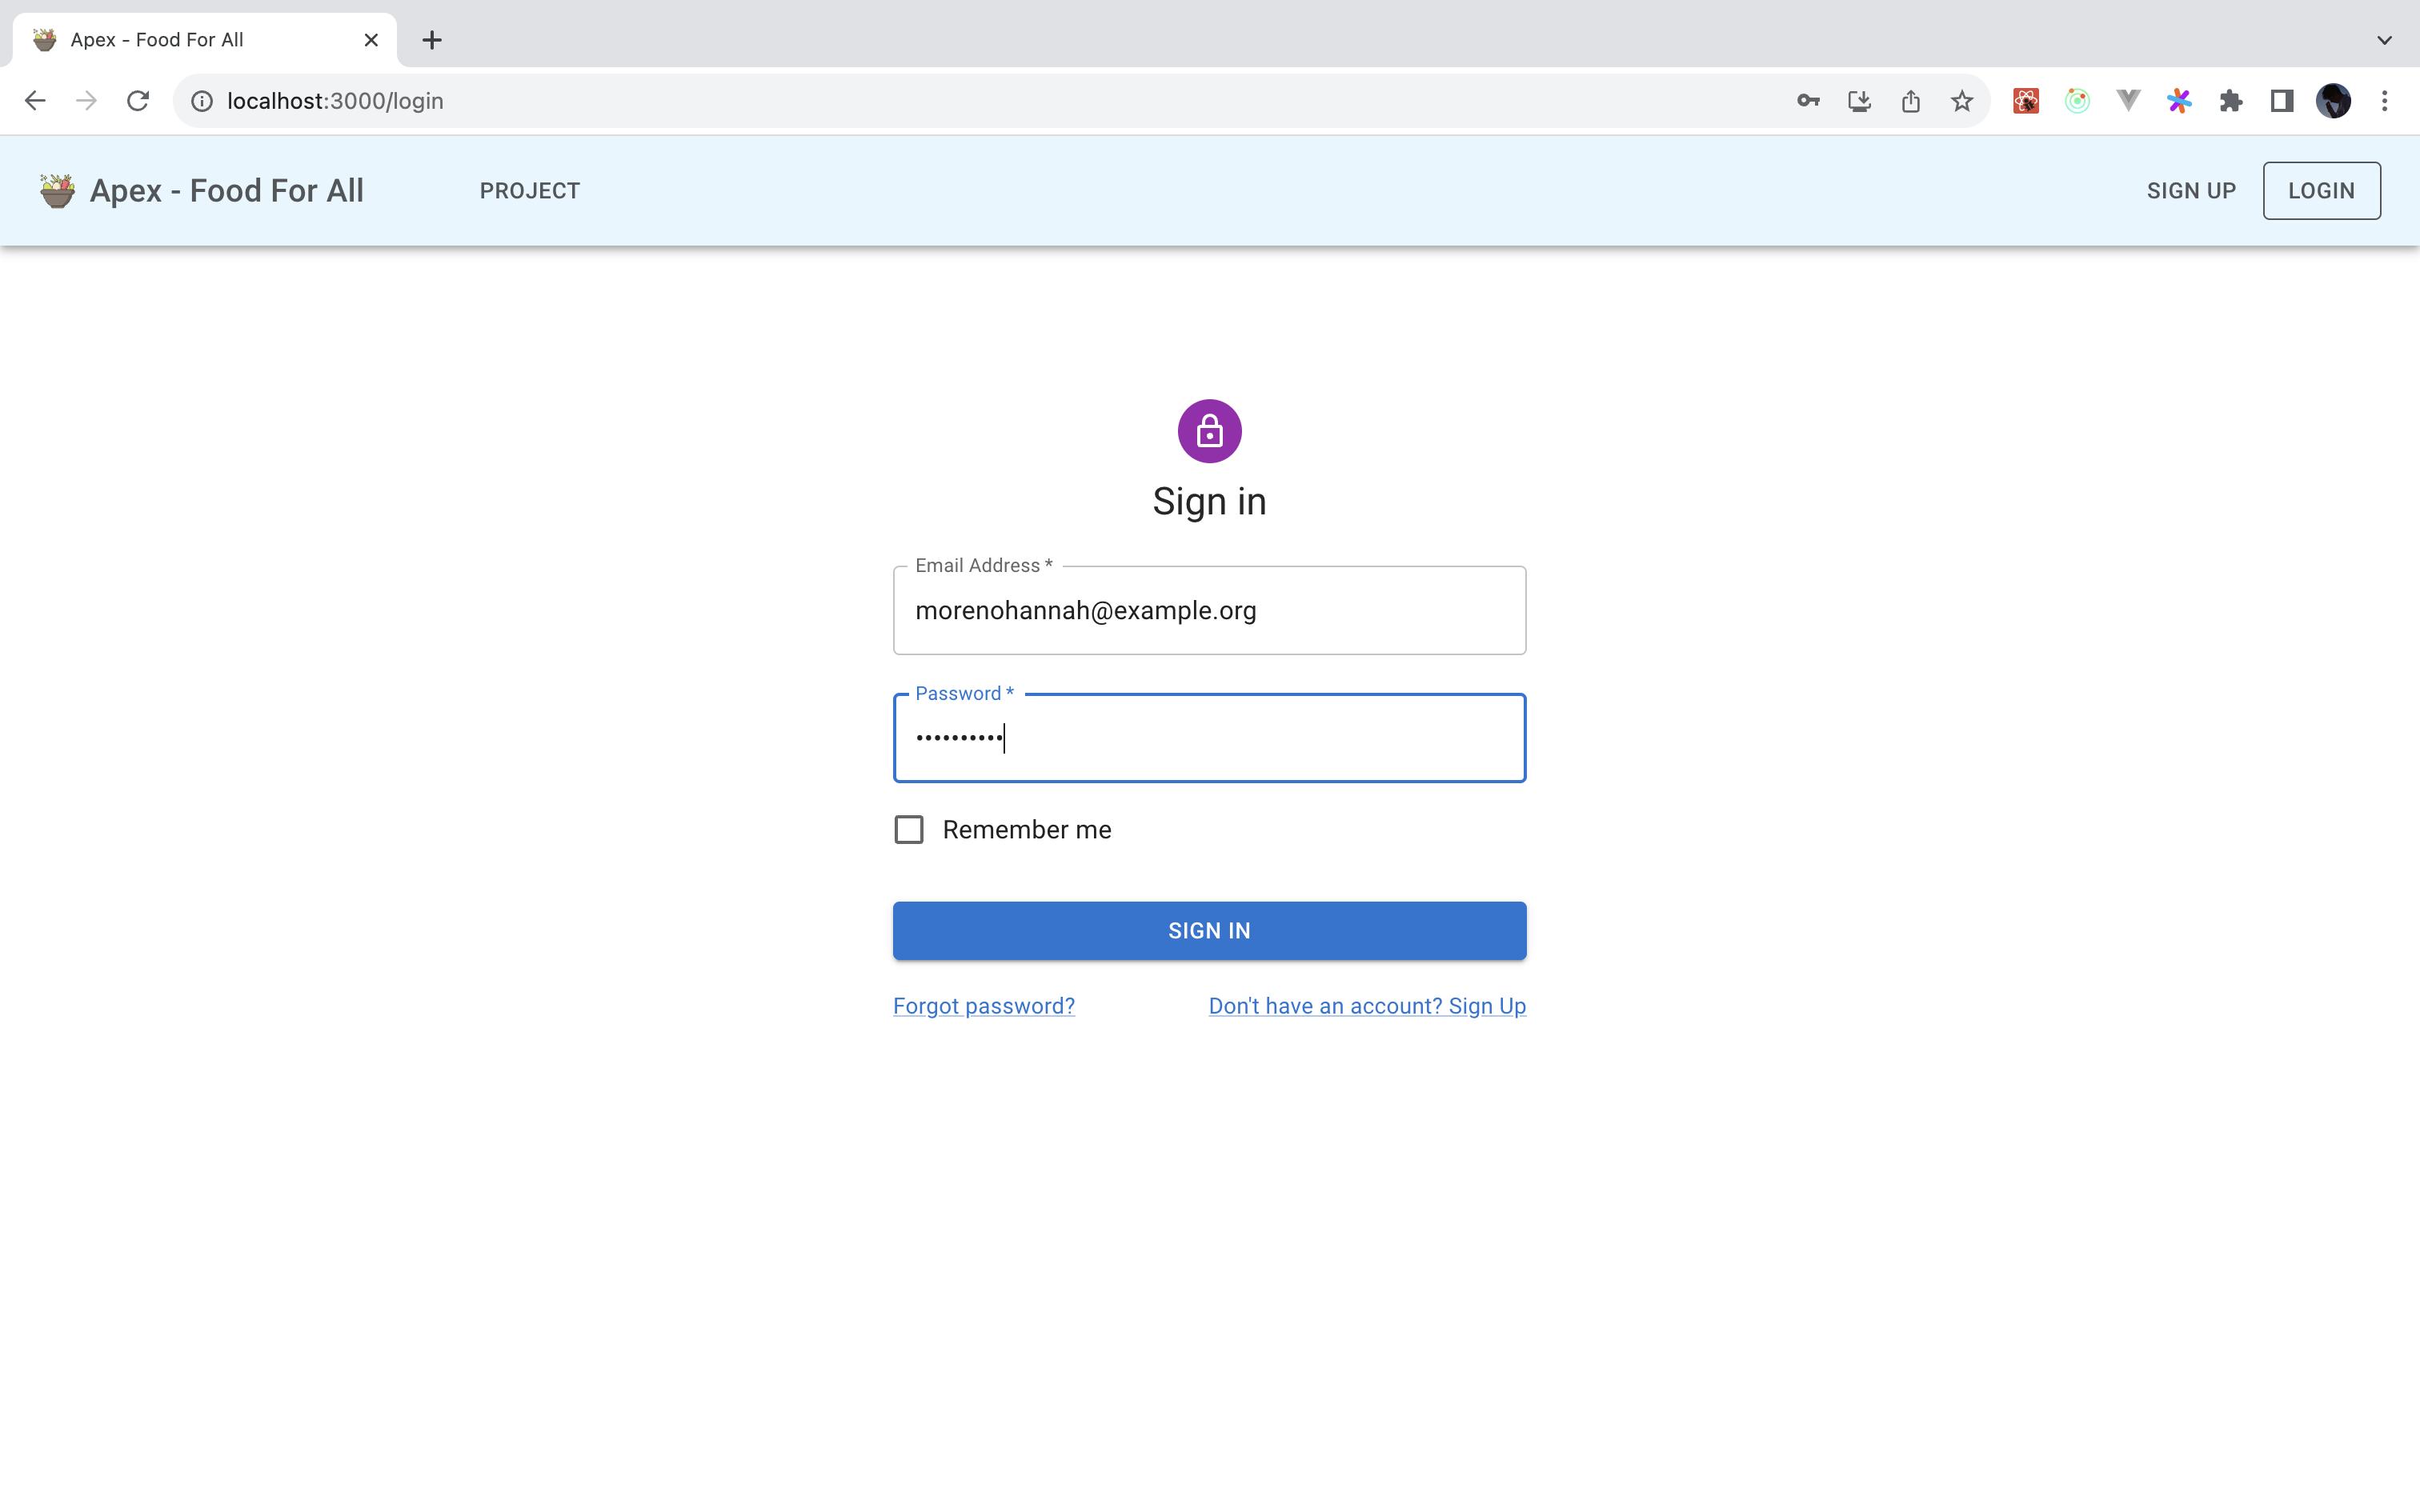 Apex - Food For All
localhost:3000/login
Apex - Food For All
PROJECT
SIGN UP
LOGIN
Sign in
Email Address *
morenohannah@example.org
Password *
••••••••••
Remember me
SIGN IN
Forgot password?
Don't have an account? Sign Up